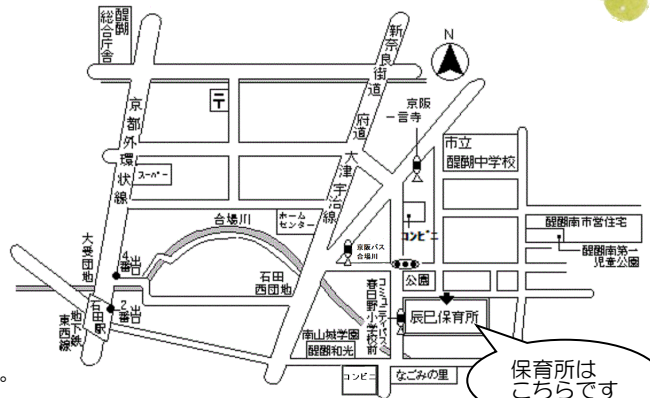 醍醐
総合庁舎
新奈良街道
N
〒
京都外環状線
府道
大津宇治線
京阪
一言寺
市立
醍醐中学校
スーパー
合場川
ホーム
センター
コンビニ
醍醐南市営住宅
醍醐南第一
児童公園
大受団地
4番出口
京阪バス
合場川
石田
西団地
公園
2番出口
石田駅
地下鉄
東西線
コミュニティバス
春日野小学校前
辰巳保育所
南山城学園
醍醐和光
コンビニ
なごみの里
保育所は
こちらです
。